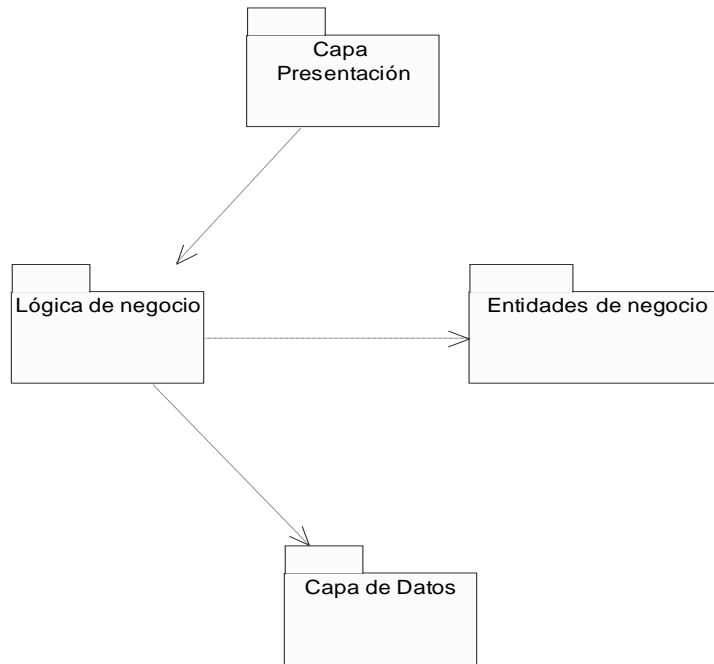 Capa
Presentación
Lógica de negocio
Entidades de negocio
Capa de Datos